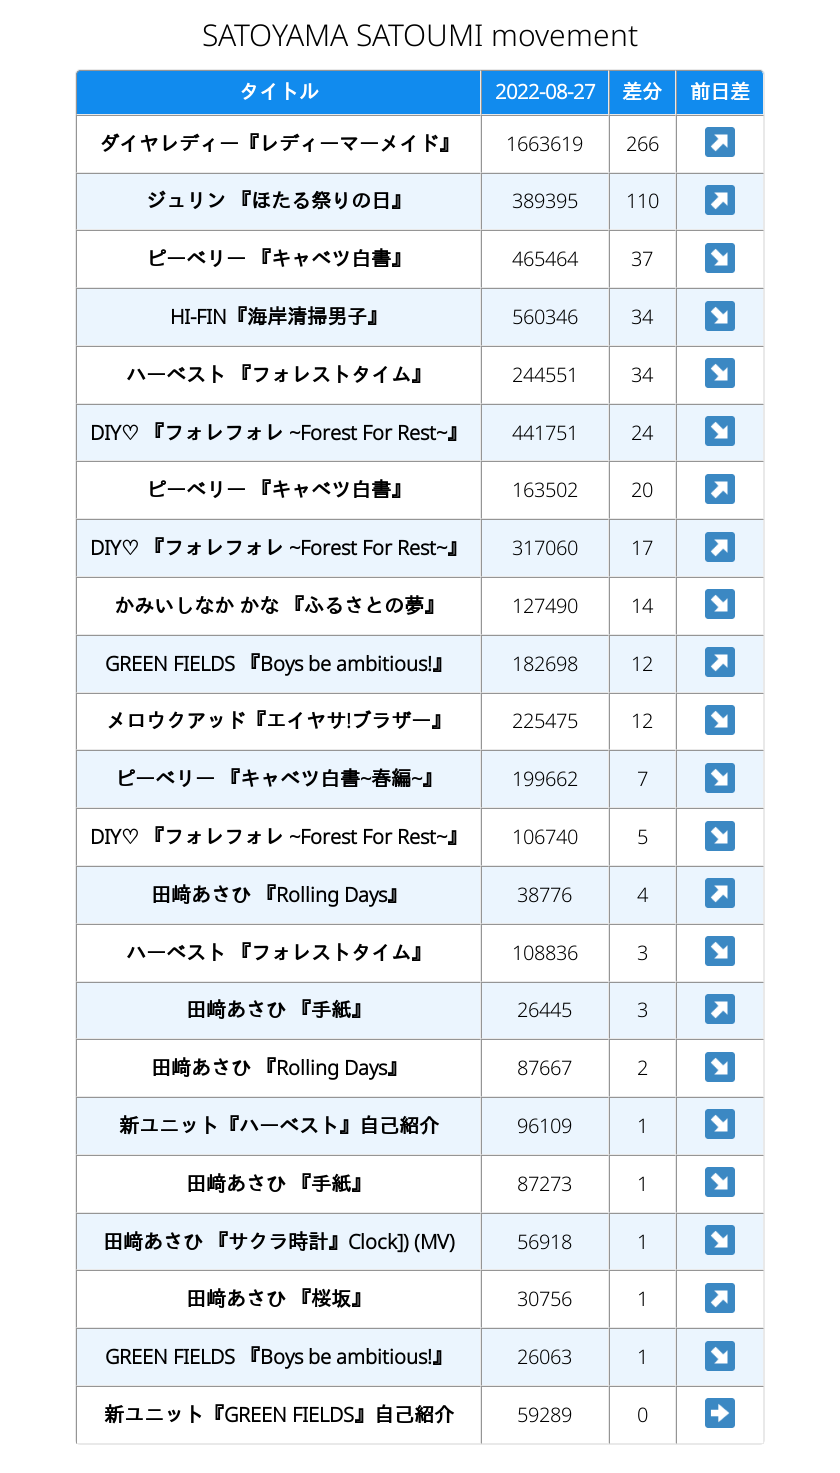 SATOYAMA SATOUMI movement
タイトル 2022-08-27 差分 前日差
ダイヤレディー『レディーマーメイド』 1663619 266 ↗
ジュリン 『ほたる祭りの日』 389395 110 ↗
ピーベリー 『キャベツ白書』 465464 37 ↘
HI-FIN『海岸清掃男子』 560346 34 ↘
ハーベスト 『フォレストタイム』 244551 34 ↘
DIY♡ 『フォレフォレ ~Forest For Rest~』 441751 24 ↘
ピーベリー 『キャベツ白書』 163502 20 ↗
DIY♡ 『フォレフォレ ~Forest For Rest~』 317060 17 ↗
かみいしなか かな 『ふるさとの夢』 127490 14 ↘
GREEN FIELDS 『Boys be ambitious!』 182698 12 ↗
メロウクアッド『エイヤサ!ブラザー』 225475 12 ↘
ピーベリー 『キャベツ白書~春編~』 199662 7 ↘
DIY♡ 『フォレフォレ ~Forest For Rest~』 106740 5 ↘
田﨑あさひ 『Rolling Days』 38776 4 ↗
ハーベスト 『フォレストタイム』 108836 3 ↘
田﨑あさひ 『手紙』 26445 3 ↗
田﨑あさひ 『Rolling Days』 87667 2 ↘
新ユニット『ハーベスト』自己紹介 96109 1 ↘
田﨑あさひ 『手紙』 87273 1 ↘
田﨑あさひ 『サクラ時計』Clock]) (MV) 56918 1 ↘
田﨑あさひ 『桜坂』 30756 1 ↗
GREEN FIELDS 『Boys be ambitious!』 26063 1 ↘
新ユニット『GREEN FIELDS』自己紹介 59289 0 ➡